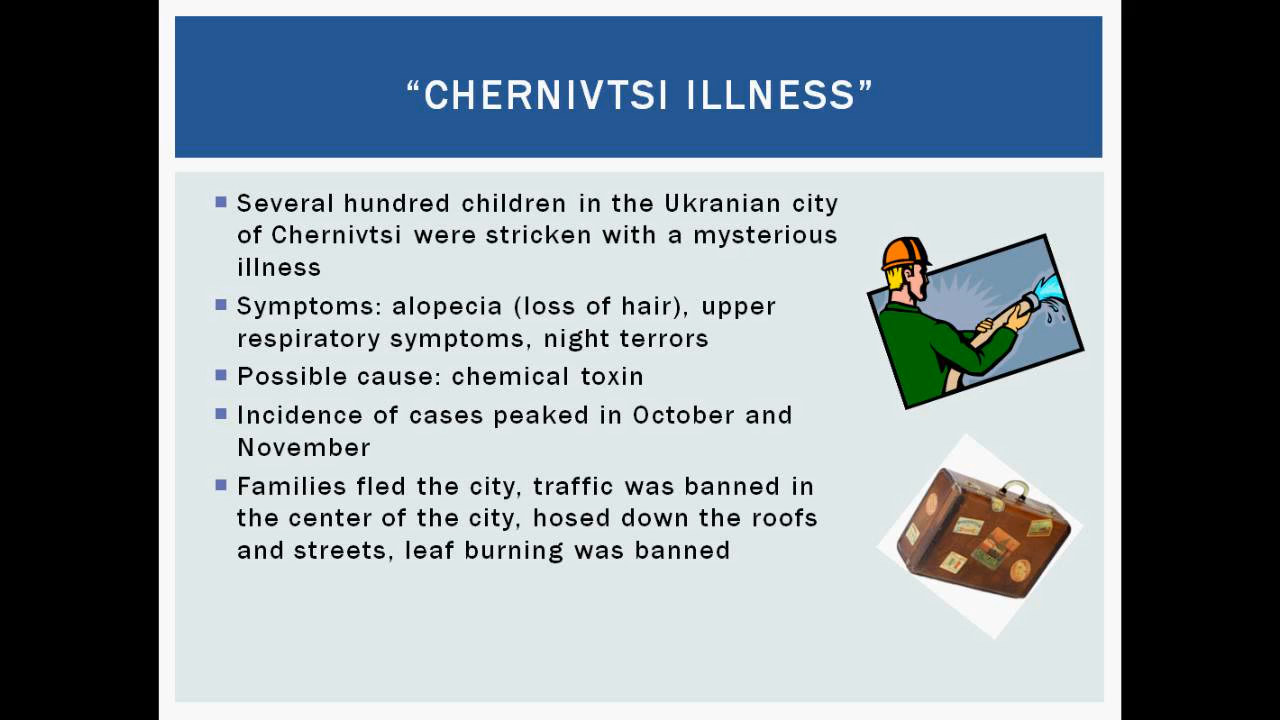 “CHERNIVTSI ILLNESS”
Several hundred children in the Ukranian city
of Chernivtsi were stricken with a mysterious
illness
Symptoms: alopecia (loss of hair), upper
respiratory symptoms, night terrors
Possible cause: chemical toxin
Incidence of cases peaked in October and
November
Families fled the city, traffic was banned in
the center of the city, hosed down the roofs
and streets, leaf burning was banned